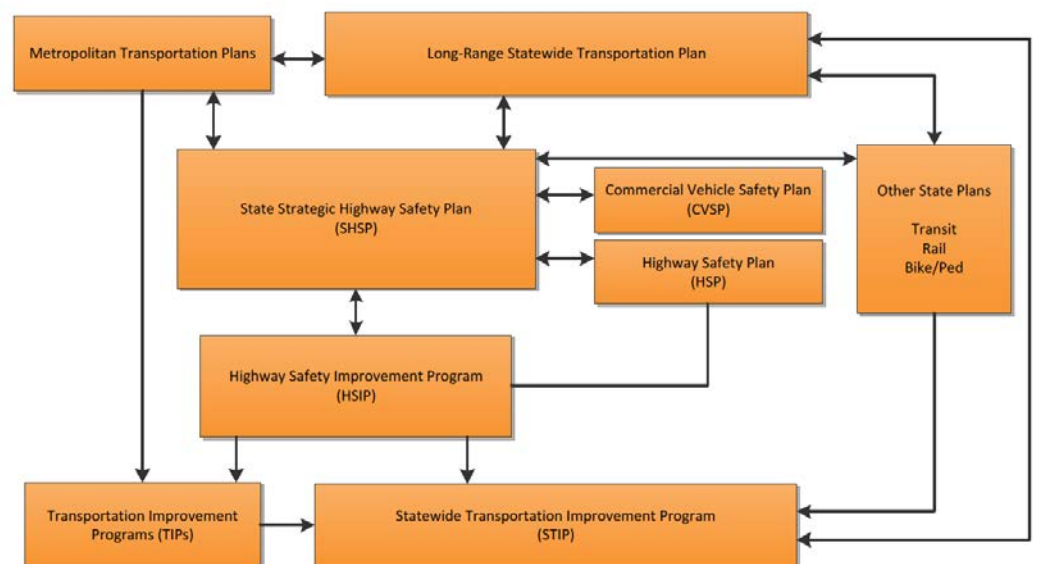 Metropolitan Transportation Plans
Long-Range Statewide Transportation Plan
State Strategic Highway Safety Plan
(SHSP)
Commercial Vehicle Safety Plan
(CVSP)
Highway Safety Plan
(HSP)
Other State Plans
Transit
Rail
Bike/Ped
Highway Safety Improvement Program
(HSIP)
Transportation Improvement
Programs (TIPs)
Statewide Transportation Improvement Program
(STIP)